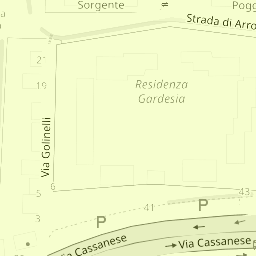 Sorgente
Pogg
Strada di Arro
2
19
Residenza
Gardesia
Via Golinelli
6
5
3
43
41
P
P
Via Cassanese
Via Cassanese